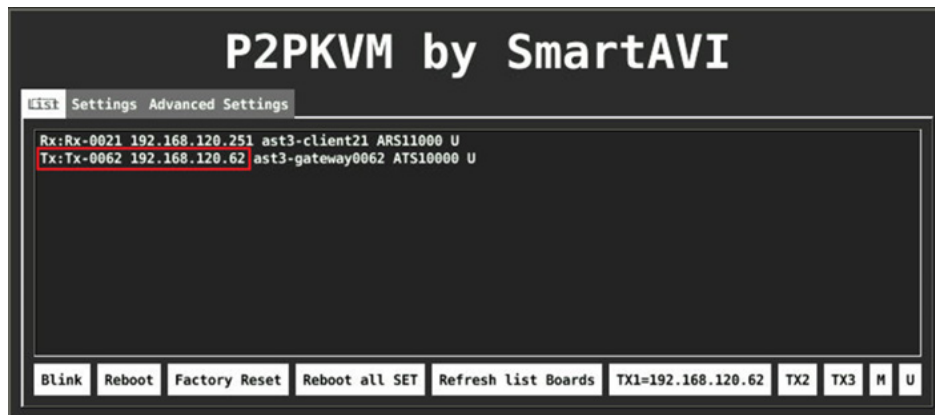 P2PKVM by SmartAVI
List Settings Advanced Settings
Rx:Rx-0021 192.168.120.251 ast3-client21 ARS11000 U
Tx:Tx-0062 192.168.120.62 ast3-gateway0062 ATS10000 U
Blink Reboot Factory Reset Reboot all SET Refresh list Boards TX1=192.168.120.62 TX2 TX3 M U